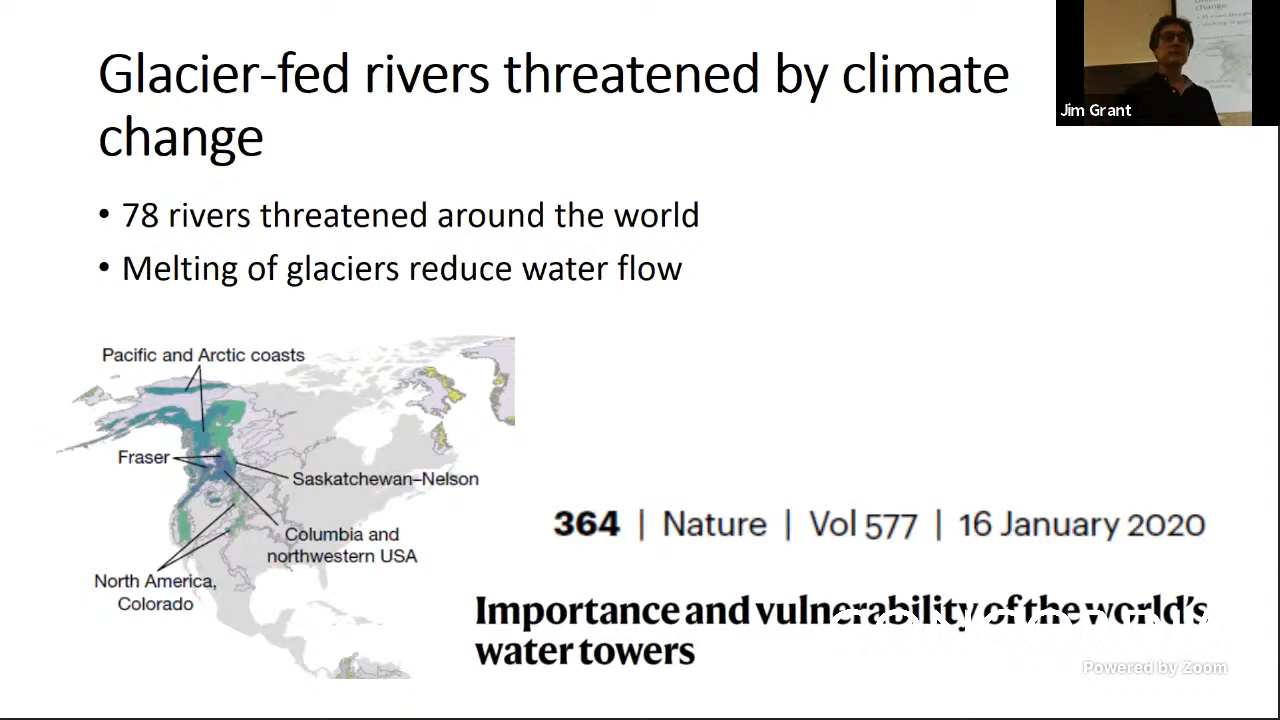 Glacier-fed rivers threatened by climate
change
Jim Grant
• 78 rivers threatened around the world
• Melting of glaciers reduce water flow
Pacific and Arctic coasts
Fraser
Saskatchewan–Nelson
Columbia and
northwestern USA
North America,
Colorado
364 | Nature | Vol 577 | 16 January 2020
Importance and vulnerability of the world's
water towers
Powered by Zoom